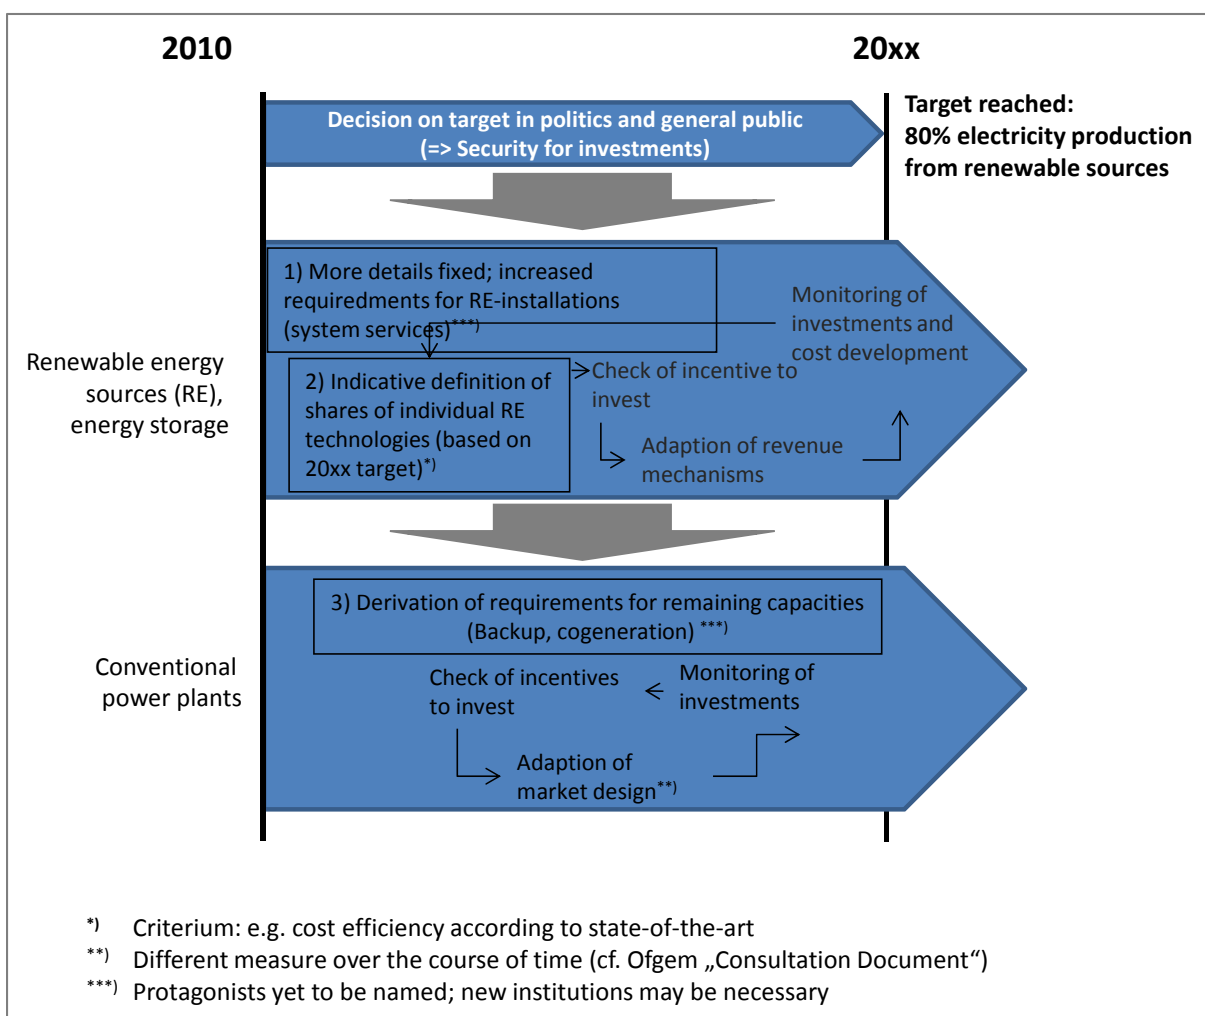 2010
20xx
Decision on target in politics and general public
(=> Security for investments)
Target reached:
80% electricity production
from renewable sources
Renewable energy
sources (RE),
energy storage
1) More details fixed; increased
requiredments for RE-installations
(system services)***)
2) Indicative definition of
shares of individual RE
technologies (based on
20xx target)*)
Check of incentive to
invest
Adaption of revenue
mechanisms
Monitoring of
investments and
cost development
Conventional
power plants
3) Derivation of requirements for remaining capacities
(Backup, cogeneration) ***)
Check of incentives
to invest
Monitoring of
investments
Adaption of
market design**)
*) Criterium: e.g. cost efficiency according to state-of-the-art
**) Different measure over the course of time (cf. Ofgem „Consultation Document“)
***) Protagonists yet to be named; new institutions may be necessary